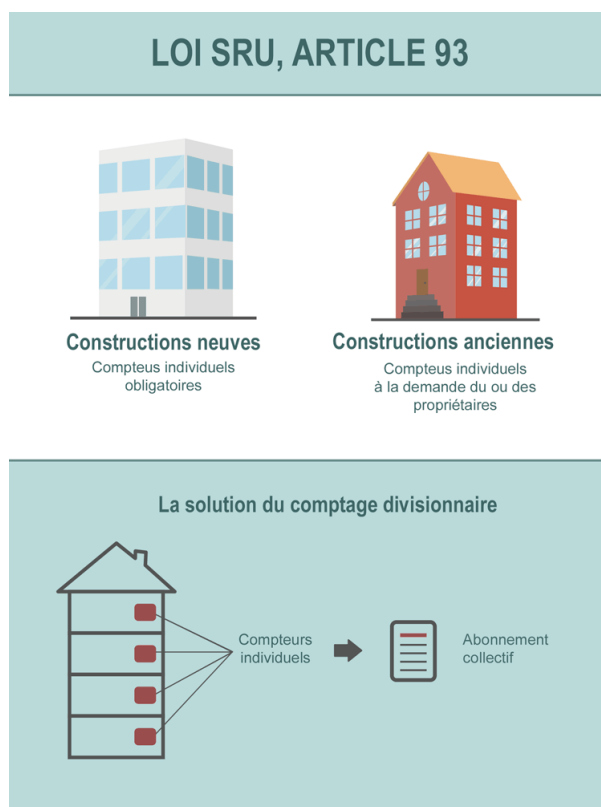 LOI SRU, ARTICLE 93
Constructions neuves
Compteus individuels
obligatoires
Constructions anciennes
Compteus individuels
à la demande du ou des
propriétaires
La solution du comptage divisionnaire
Compteurs
individuels
Abonnement
collectif